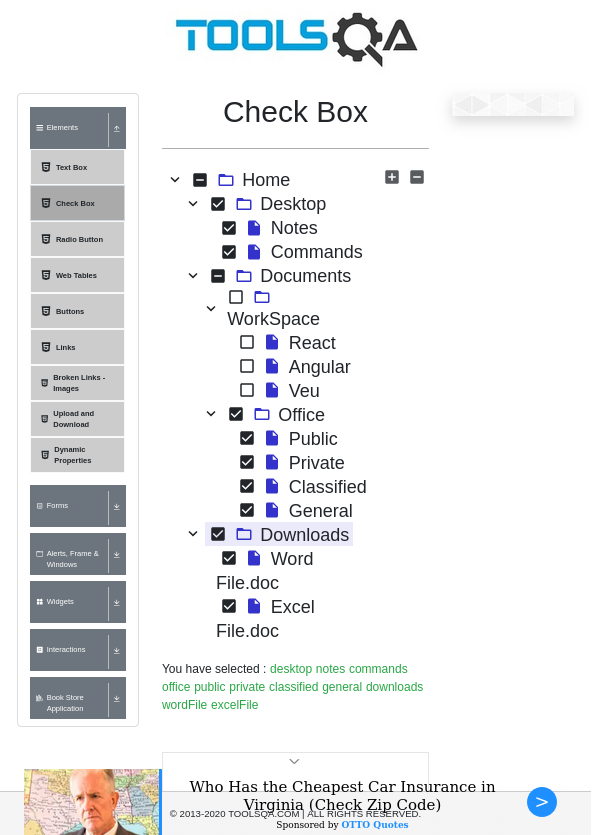 TOOLSQA
Check Box
Elements
Text Box
Check Box
Radio Button
Web Tables
Buttons
Links
Broken Links -
Images
Upload and
Download
Dynamic
Properties
Forms
Alerts, Frame &
Windows
Widgets
Interactions
Book Store
Application
Home
Desktop
Notes
Commands
Documents
WorkSpace
React
Angular
Veu
Office
Public
Private
Classified
General
Downloads
Word
File.doc
Excel
File.doc
You have selected : desktop notes commands
office public private classified general downloads
wordFile excelFile
Who Has the Cheapest Car Insurance in
Virginia (Check Zip Code)
© 2013-2020 TOOLSQA.COM | ALL RIGHTS RESERVED.
Sponsored by OTTO Quotes